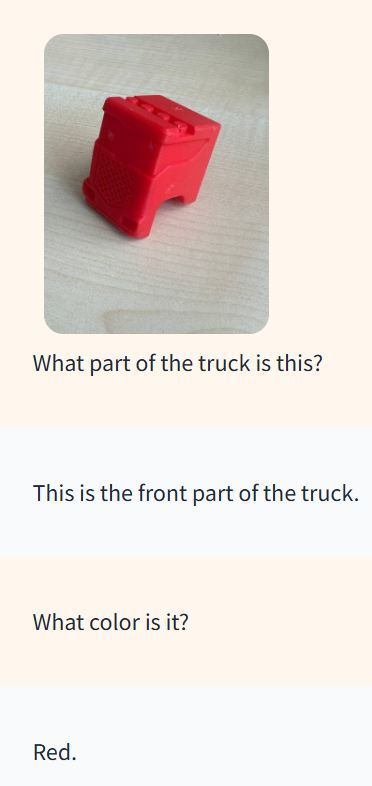 What part of the truck is this?
This is the front part of the truck.
What color is it?
Red.